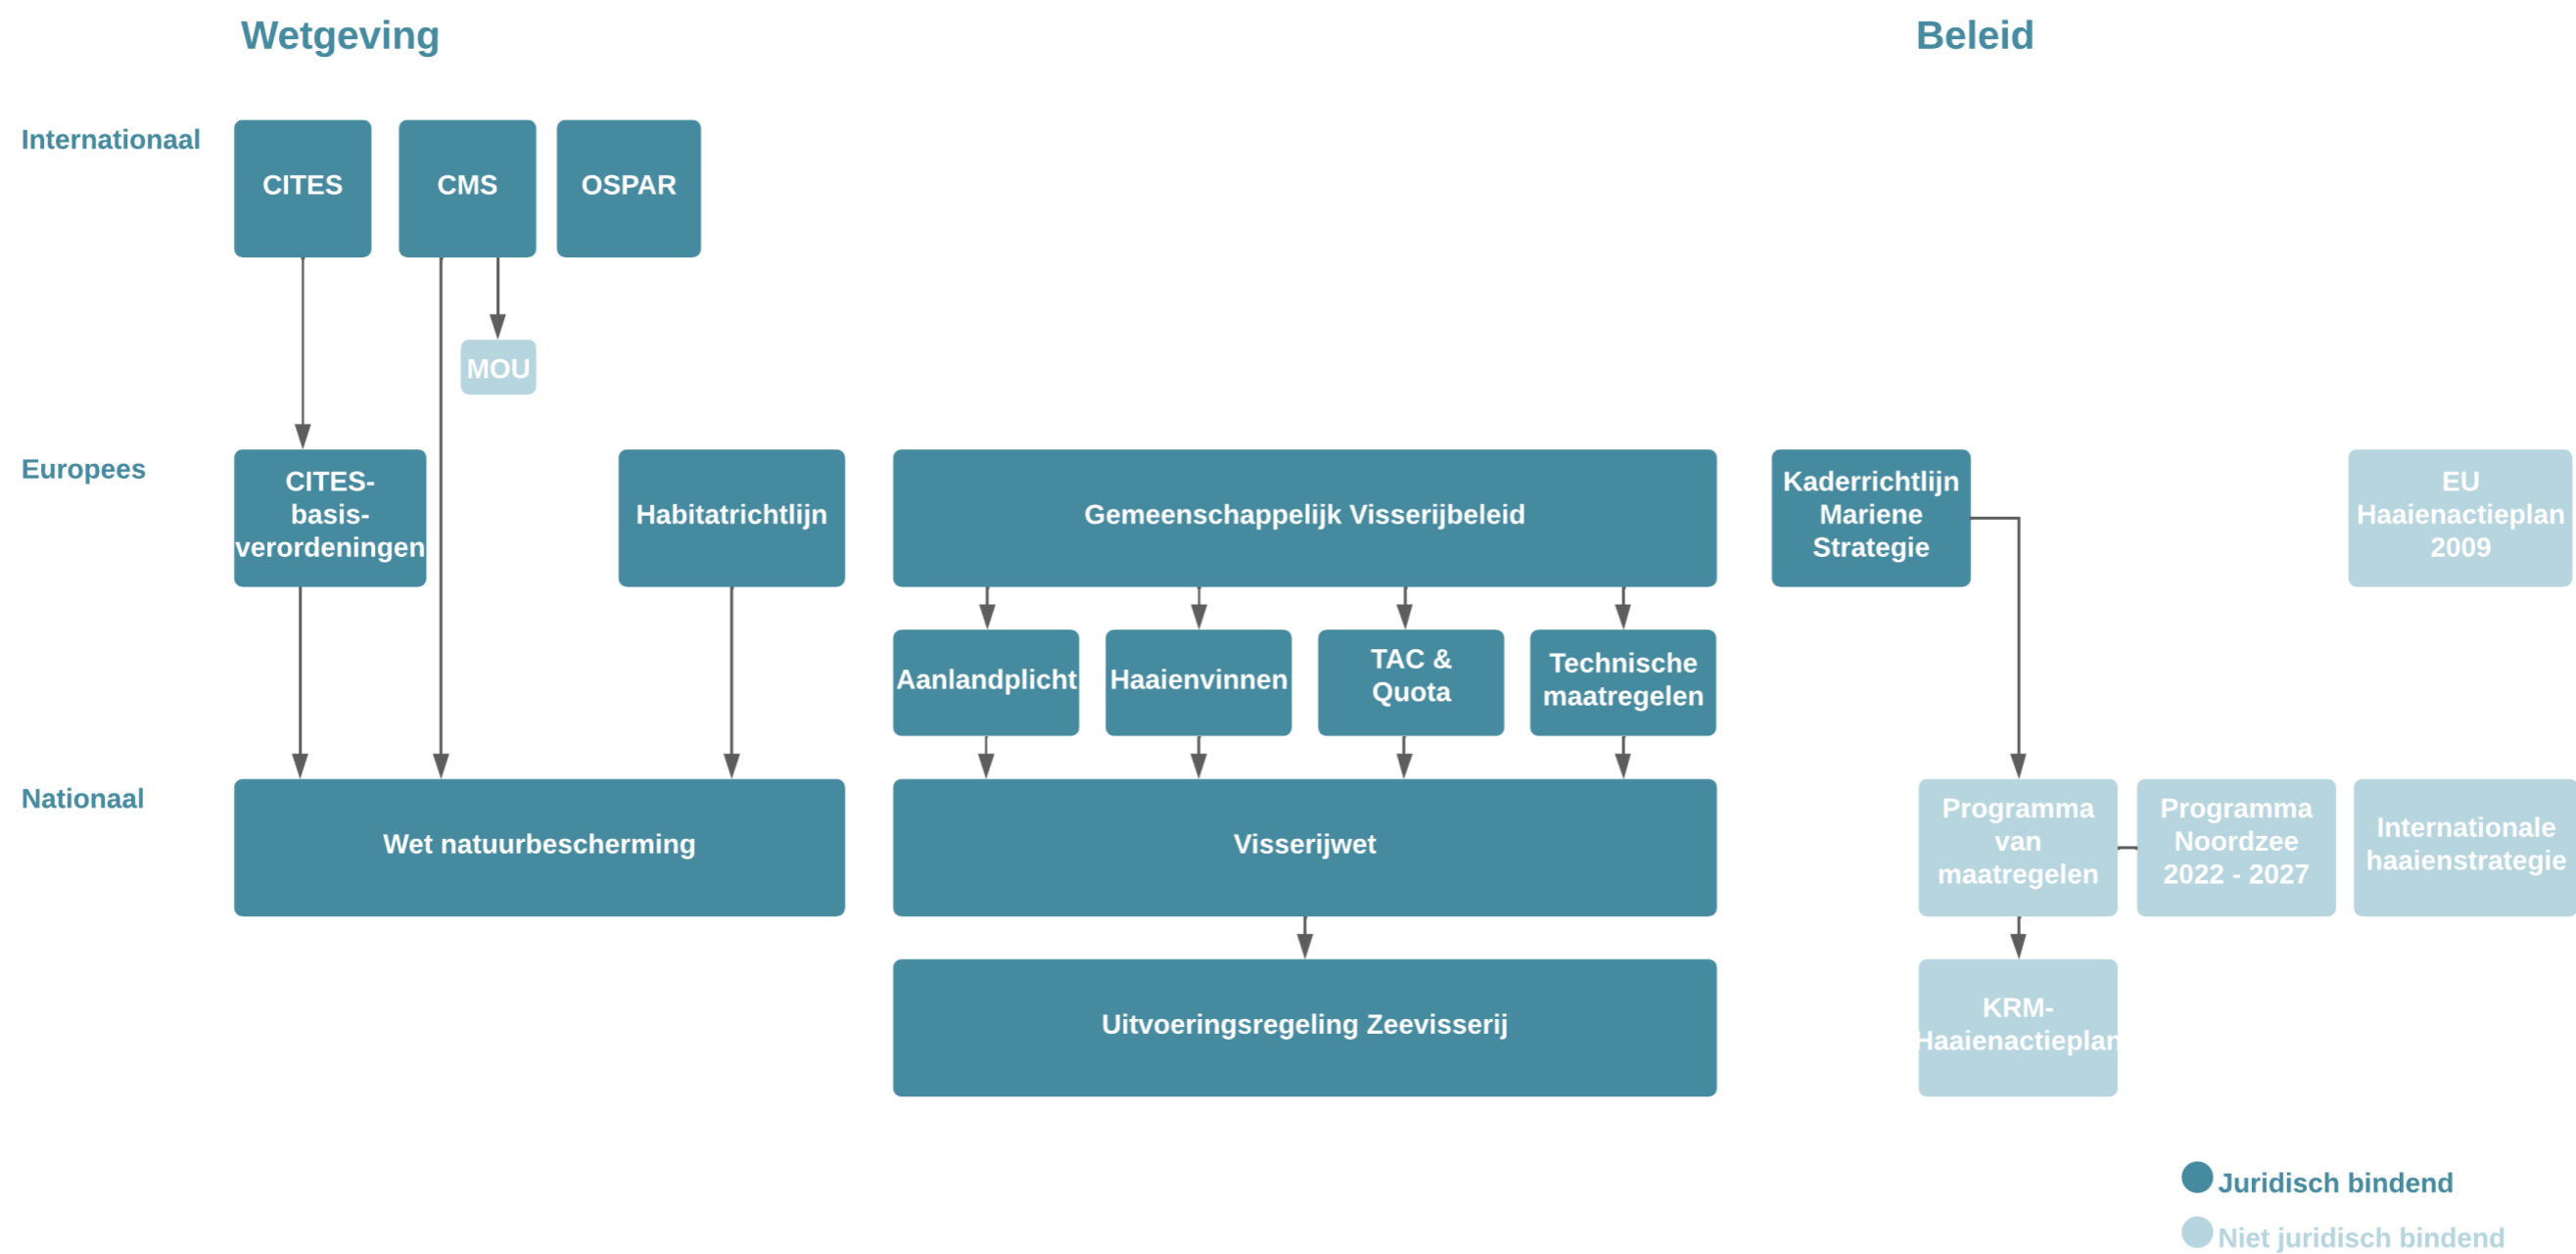 Wetgeving
Beleid
Internationaal
CITES
CMS
OSPAR
MOU
Europees
CITES-
basis-
verordeningen
Habitatrichtlijn
Gemeenschappelijk Visserijbeleid
Kaderrichtlijn
Mariene
Strategie
EU
Haaienactieplan
2009
Aanlandplicht
Haaienvinnen
TAC &
Quota
Technische
maatregelen
Nationaal
Wet natuurbescherming
Visserijwet
Programma
van
maatregelen
Programma
Noordzee
2022 - 2027
Internationale
haaienstrategie
Uitvoeringsregeling Zeevisserij
KRM-
Haaienactieplan
Juridisch bindend
Niet juridisch bindend